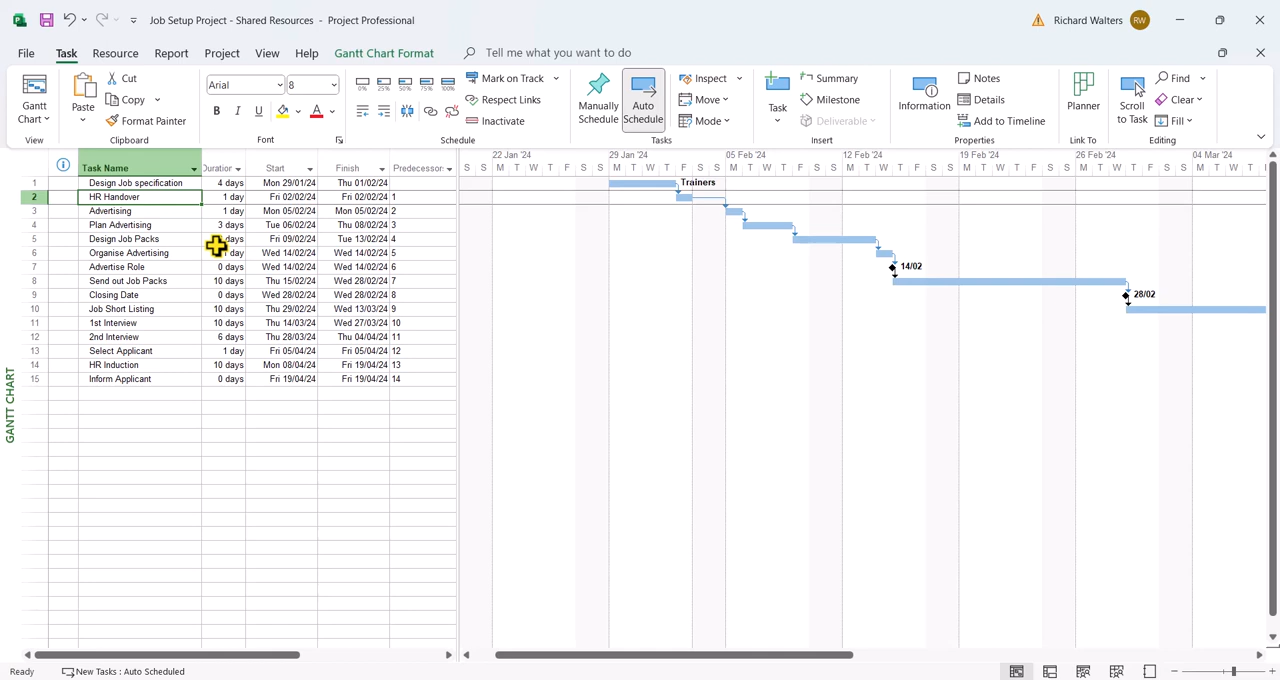 Job Setup Project - Shared Resources - Project Professional
Richard Walters RW
File Task Resource Report Project View Help Gantt Chart Format Tell me what you want to do
Gantt Chart
View
Paste
Cut
Copy
Format Painter
Clipboard
Arial 8
B I U A
Font
0% 25% 50% 75% 100%
Mark on Track
Respect Links
Inactivate
Schedule
Manually Schedule
Auto Schedule
Inspect
Move
Mode
Tasks
Task
Summary
Milestone
Deliverable
Insert
Information
Notes
Details
Add to Timeline
Properties
Planner
Link To
Scroll to Task
Find
Clear
Fill
Editing
Task Name Duration Start Finish Predecessor
22 Jan '24 29 Jan '24 05 Feb '24 12 Feb '24 19 Feb '24 26 Feb '24 04 Mar '24
S S M T W T F S S M T W T F S S M T W T F S S M T W T F S S M T W T F S S M T W T F S S M T W T
1 Design Job specification 4 days Mon 29/01/24 Thu 01/02/24
2 HR Handover 1 day Fri 02/02/24 Fri 02/02/24 1
3 Advertising 1 day Mon 05/02/24 Mon 05/02/24 2
4 Plan Advertising 3 days Tue 06/02/24 Thu 08/02/24 3
5 Design Job Packs days Fri 09/02/24 Tue 13/02/24 4
6 Organise Advertising 1 day Wed 14/02/24 Wed 14/02/24 5
7 Advertise Role 0 days Wed 14/02/24 Wed 14/02/24 6
8 Send out Job Packs 10 days Thu 15/02/24 Wed 28/02/24 7
9 Closing Date 0 days Wed 28/02/24 Wed 28/02/24 8
10 Job Short Listing 10 days Thu 29/02/24 Wed 13/03/24 9
11 1st Interview 10 days Thu 14/03/24 Wed 27/03/24 10
12 2nd Interview 6 days Thu 28/03/24 Thu 04/04/24 11
13 Select Applicant 1 day Fri 05/04/24 Fri 05/04/24 12
14 HR Induction 10 days Mon 08/04/24 Fri 19/04/24 13
15 Inform Applicant 0 days Fri 19/04/24 Fri 19/04/24 14
Trainers
14/02
28/02
GANTT CHART
Ready New Tasks : Auto Scheduled